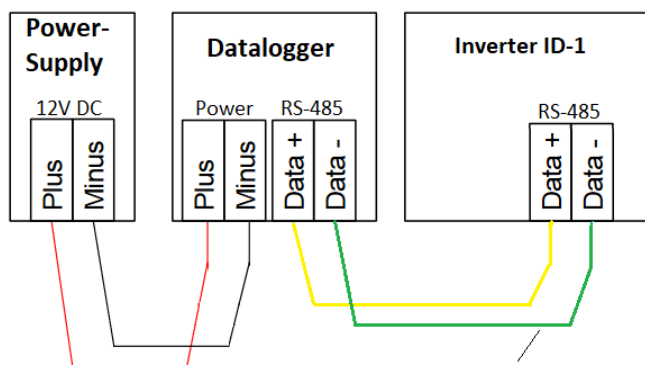 Power-
Supply
12V DC
Plus
Minus
Datalogger
Power
RS-485
Plus
Minus
Data +
Data -
Inverter ID-1
RS-485
Data +
Data -